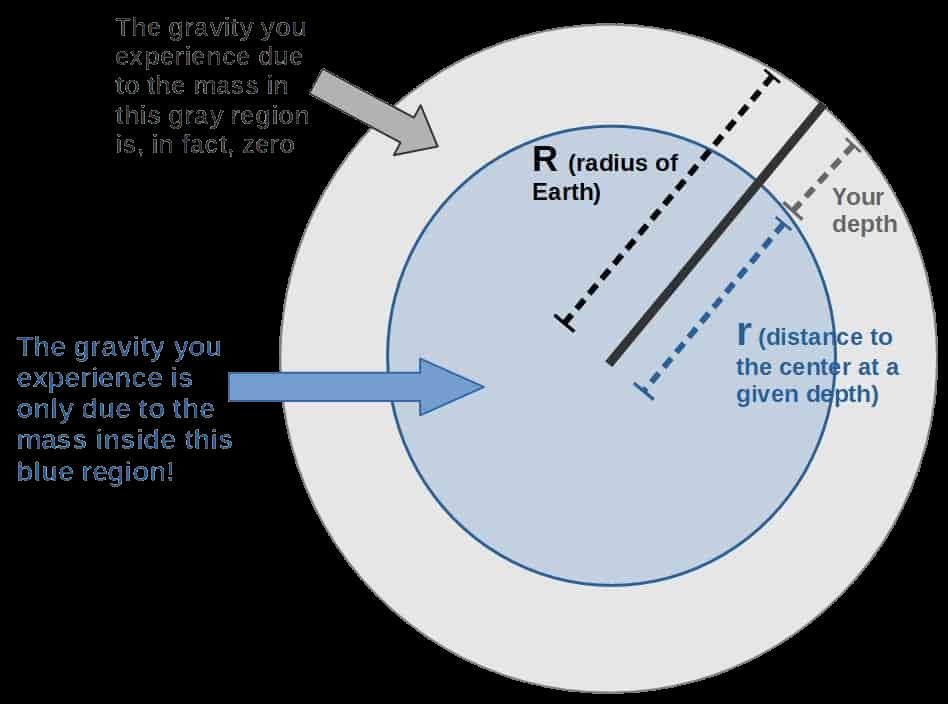 The gravity you
experience due
to the mass in
this gray region
is, in fact, zero
R (radius of
Earth)
Your
depth
r (distance to
the center at a
given depth)
The gravity you
experience is
only due to the
mass inside this
blue region!